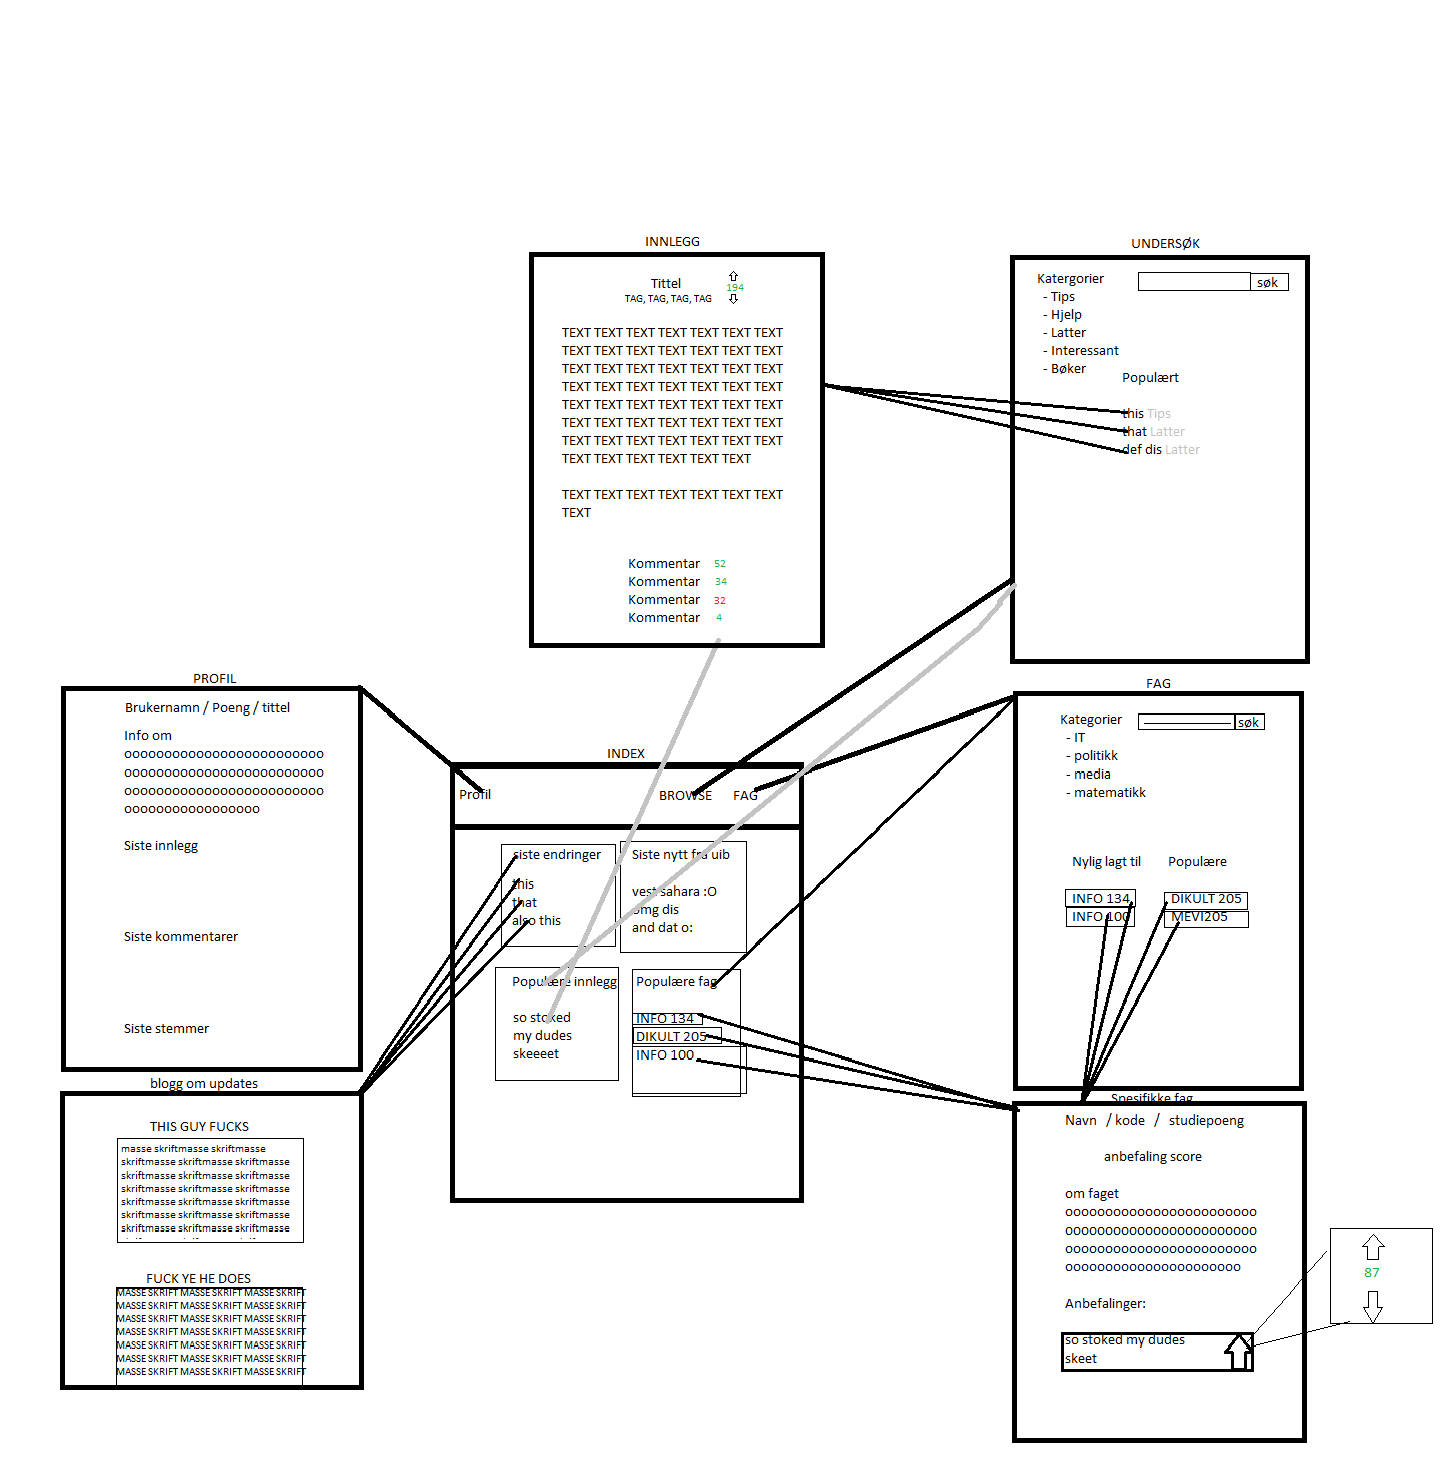 INNLEGG
Tittel
194
TAG, TAG, TAG, TAG
TEXT TEXT TEXT TEXT TEXT TEXT TEXT
TEXT TEXT TEXT TEXT TEXT TEXT TEXT
TEXT TEXT TEXT TEXT TEXT TEXT TEXT
TEXT TEXT TEXT TEXT TEXT TEXT TEXT
TEXT TEXT TEXT TEXT TEXT TEXT TEXT
TEXT TEXT TEXT TEXT TEXT TEXT TEXT
TEXT TEXT TEXT TEXT TEXT TEXT TEXT
TEXT TEXT TEXT TEXT TEXT TEXT
TEXT TEXT TEXT TEXT TEXT TEXT TEXT
TEXT
Kommentar 52
Kommentar 34
Kommentar 32
Kommentar 4
UNDERSØK
Katergorier
søk
- Tips
- Hjelp
- Latter
- Interessant
- Bøker
Populært
this Tips
that Latter
def dis Latter
PROFIL
Brukernamn / Poeng / tittel
Info om
ooooooooooooooooooooooooo
ooooooooooooooooooooooooo
ooooooooooooooooooooooooo
ooooooooooooooooo
Siste innlegg
Siste kommentarer
Siste stemmer
INDEX
Profil
BROWSE
FAG
siste endringer
this
that
also this
Siste nytt fra uib
vest sahara :O
omg dis
and dat o:
Populære innlegg
so stoked
my dudes
skeeeet
Populære fag
INFO 134
DIKULT 205
INFO 100
FAG
Kategorier
søk
- IT
- politikk
- media
- matematikk
Nylig lagt til
INFO 134
INFO 100
Populære
DIKULT 205
MEVI205
blogg om updates
THIS GUY FUCKS
masse skriftmasse skriftmasse
skriftmasse skriftmasse skriftmasse
skriftmasse skriftmasse skriftmasse
skriftmasse skriftmasse skriftmasse
skriftmasse skriftmasse skriftmasse
skriftmasse skriftmasse skriftmasse
skriftmasse skriftmasse skriftmasse
FUCK YE HE DOES
MASSE SKRIFT MASSE SKRIFT MASSE SKRIFT
MASSE SKRIFT MASSE SKRIFT MASSE SKRIFT
MASSE SKRIFT MASSE SKRIFT MASSE SKRIFT
MASSE SKRIFT MASSE SKRIFT MASSE SKRIFT
MASSE SKRIFT MASSE SKRIFT MASSE SKRIFT
MASSE SKRIFT MASSE SKRIFT MASSE SKRIFT
MASSE SKRIFT MASSE SKRIFT MASSE SKRIFT
Spesifikke fag
Navn / kode / studiepoeng
anbefaling score
om faget
oooooooooooooooooooooooo
oooooooooooooooooooooooo
oooooooooooooooooooooooo
oooooooooooooooooooooo
Anbefalinger:
so stoked my dudes
skeet
87